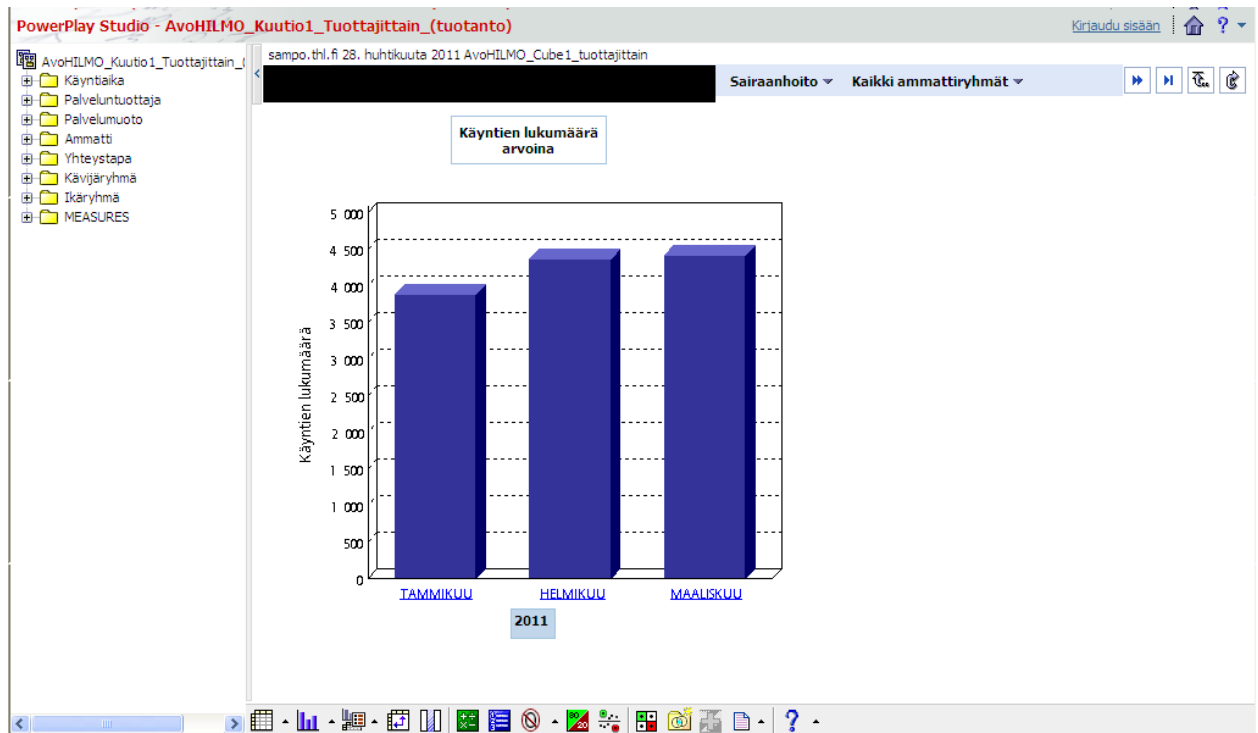 PowerPlay Studio - AvoHILMO_Kuutio1_Tuottajittain_(tuotanto)
Kirjaudu sisään
?
AvoHILMO_Kuutio1_Tuottajittain_(
Käyntiaika
Palveluntuottaja
Palvelumuoto
Ammatti
Yhteystapa
Kävijäryhmä
Ikäryhmä
MEASURES
sampo.thl.fi 28. huhtikuuta 2011 AvoHILMO_Cube1_tuottajittain
Sairaanhoito Kaikki ammattiryhmät
Käyntien lukumäärä
arvoina
Käyntien lukumäärä
5 000
4 500
4 000
3 500
3 000
2 500
2 000
1 500
1 000
500
0
TAMMIKUU HELMIKUU MAALISKUU
2011
?